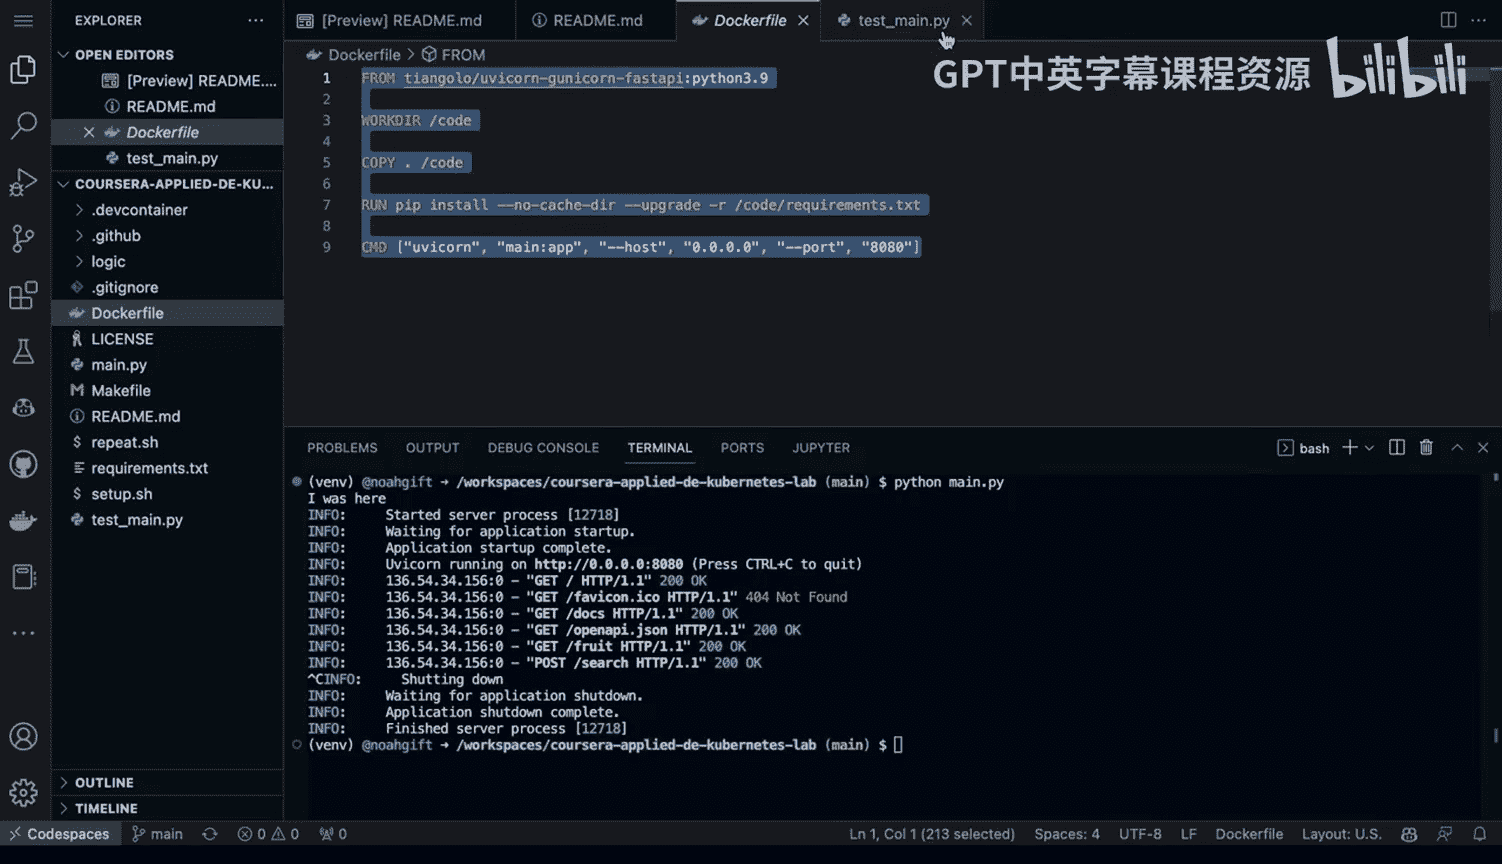 EXPLORER
OPEN EDITORS
[Preview] README....
README.md
Dockerfile
test_main.py
COURSERA-APPLIED-DE-KU...
.devcontainer
.github
logic
.gitignore
Dockerfile
LICENSE
main.py
Makefile
README.md
repeat.sh
requirements.txt
setup.sh
test_main.py
OUTLINE
TIMELINE
[Preview] README.md
README.md
Dockerfile
test_main.py
Dockerfile > FROM
GPT中英字幕课程资源 bilibili
1 FROM tiangolo/uvicorn-gunicorn-fastapi:python3.9
2
3 WORKDIR /code
4
5 COPY . /code
6
7 RUN pip install --no-cache-dir --upgrade -r /code/requirements.txt
8
9 CMD ["uvicorn", "main:app", "--host", "0.0.0.0", "--port", "8080"]
PROBLEMS OUTPUT DEBUG CONSOLE TERMINAL PORTS JUPYTER
bash
(venv) @noahgift ➜ /workspaces/coursera-applied-de-kubernetes-lab (main) $ python main.py
I was here
INFO: Started server process [12718]
INFO: Waiting for application startup.
INFO: Application startup complete.
INFO: Uvicorn running on http://0.0.0.0:8080 (Press CTRL+C to quit)
INFO: 136.54.34.156:0 - "GET / HTTP/1.1" 200 OK
INFO: 136.54.34.156:0 - "GET /favicon.ico HTTP/1.1" 404 Not Found
INFO: 136.54.34.156:0 - "GET /docs HTTP/1.1" 200 OK
INFO: 136.54.34.156:0 - "GET /openapi.json HTTP/1.1" 200 OK
INFO: 136.54.34.156:0 - "GET /fruit HTTP/1.1" 200 OK
INFO: 136.54.34.156:0 - "POST /search HTTP/1.1" 200 OK
^CINFO: Shutting down
INFO: Waiting for application shutdown.
INFO: Application shutdown complete.
INFO: Finished server process [12718]
(venv) @noahgift ➜ /workspaces/coursera-applied-de-kubernetes-lab (main) $
Codespaces main 0 0 0 Ln 1, Col 1 (213 selected) Spaces: 4 UTF-8 LF Dockerfile Layout: U.S.